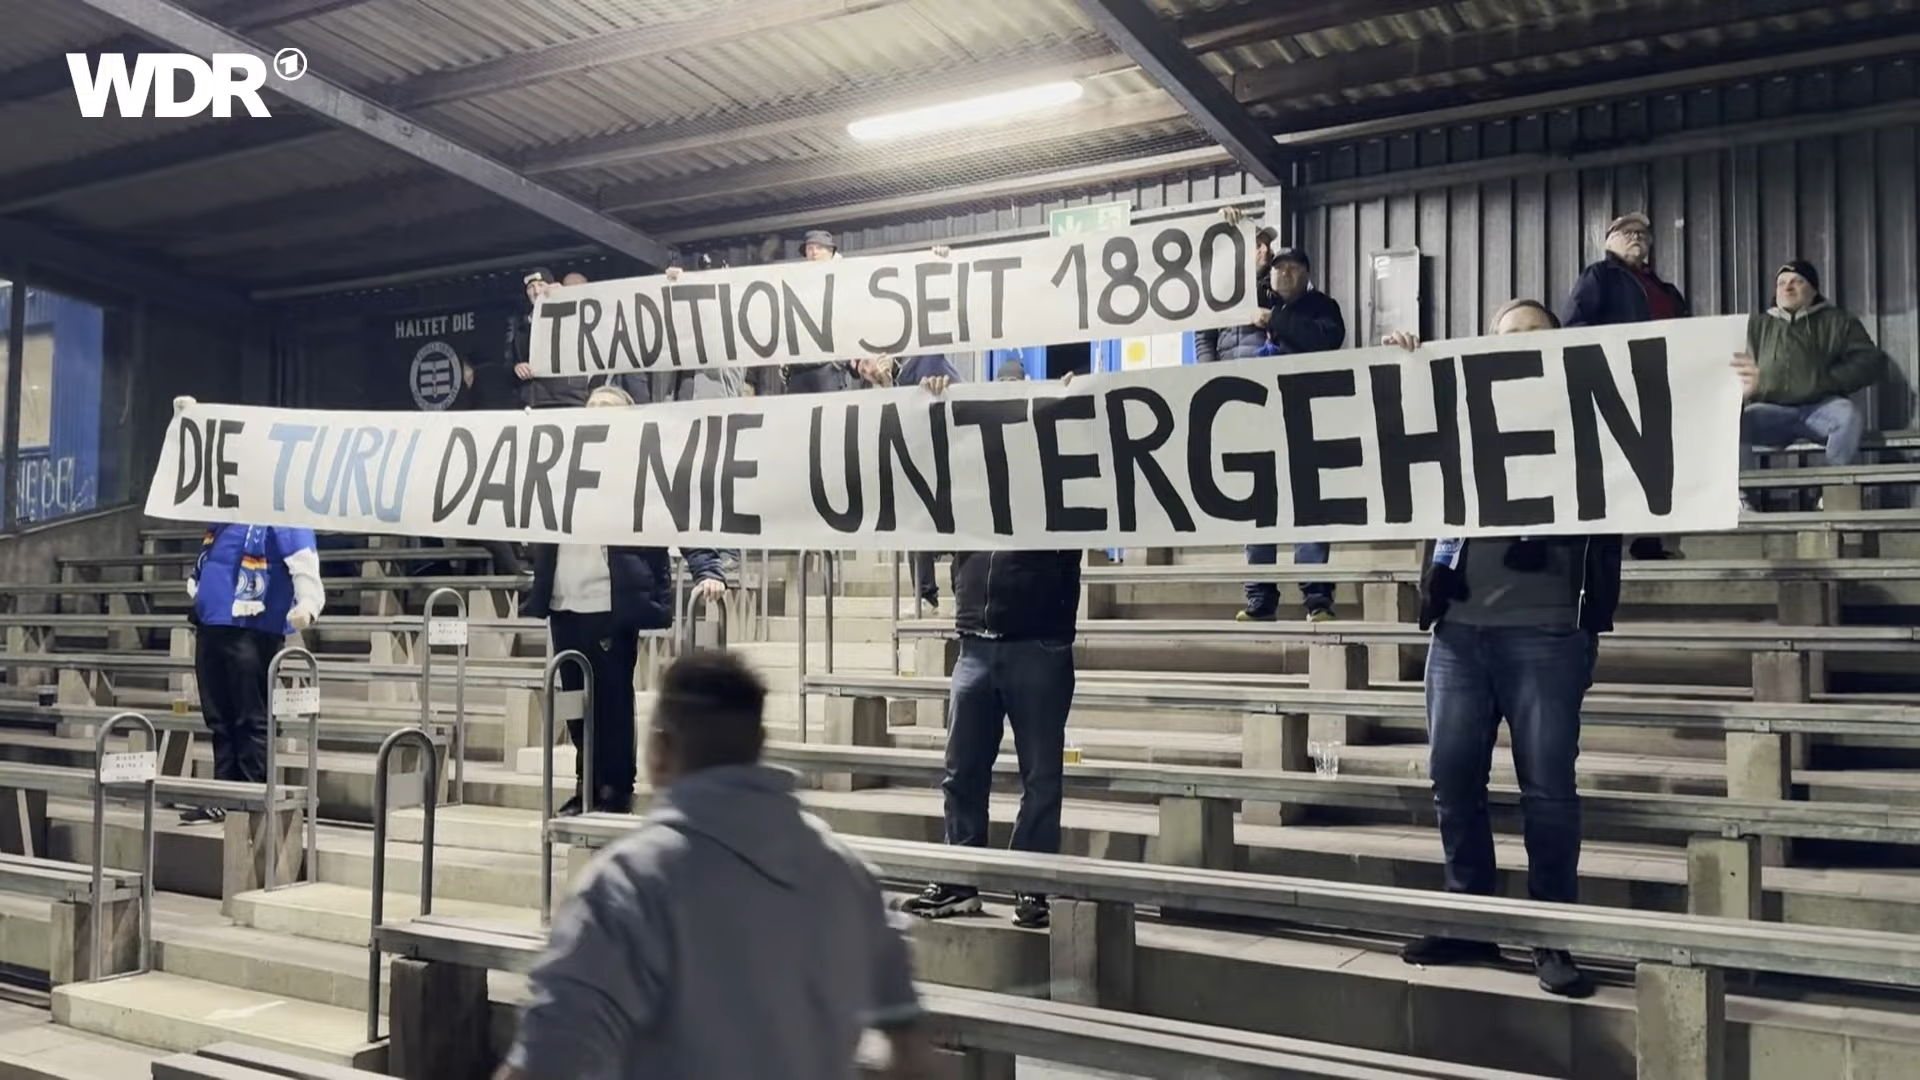 WDR
TRADITION SEIT 1880
HALTET DIE
DIE TURU DARF NIE UNTERGEHEN